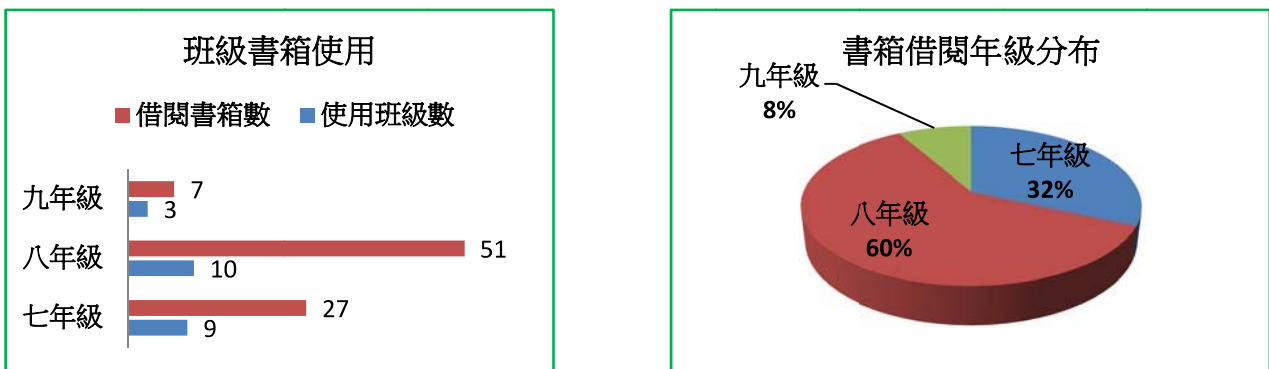 班級書箱使用
借閱書箱數 使用班級數
九年級 7
3
八年級 51
10
七年級 27
9
書箱借閱年級分布
九年級
8%
七年級
32%
八年級
60%